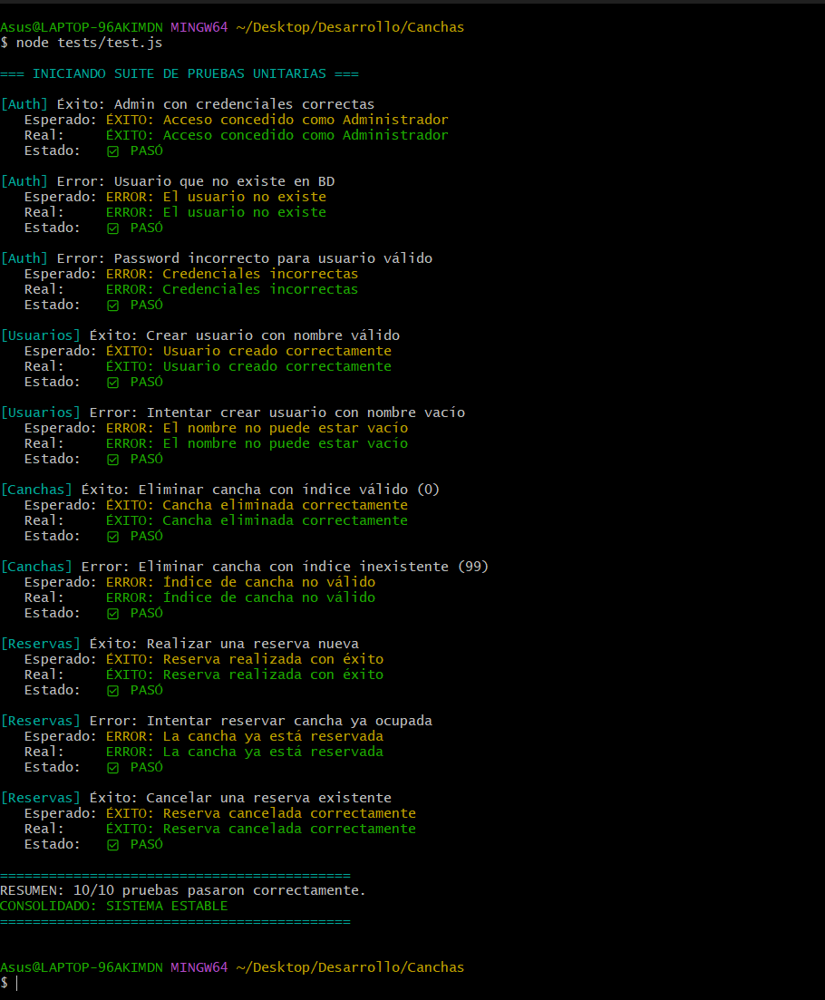 Asus@LAPTOP-96AKIMDN MINGW64 ~/Desktop/Desarrollo/Canchas
$ node tests/test.js
=== INICIANDO SUITE DE PRUEBAS UNITARIAS ===
[Auth] Éxito: Admin con credenciales correctas
Esperado: ÉXITO: Acceso concedido como Administrador
Real: ÉXITO: Acceso concedido como Administrador
Estado: ☑ PASÓ
[Auth] Error: Usuario que no existe en BD
Esperado: ERROR: El usuario no existe
Real: ERROR: El usuario no existe
Estado: ☑ PASÓ
[Auth] Error: Password incorrecto para usuario válido
Esperado: ERROR: Credenciales incorrectas
Real: ERROR: Credenciales incorrectas
Estado: ☑ PASÓ
[Usuarios] Éxito: Crear usuario con nombre válido
Esperado: ÉXITO: Usuario creado correctamente
Real: ÉXITO: Usuario creado correctamente
Estado: ☑ PASÓ
[Usuarios] Error: Intentar crear usuario con nombre vacío
Esperado: ERROR: El nombre no puede estar vacío
Real: ERROR: El nombre no puede estar vacío
Estado: ☑ PASÓ
[Canchas] Éxito: Eliminar cancha con índice válido (0)
Esperado: ÉXITO: Cancha eliminada correctamente
Real: ÉXITO: Cancha eliminada correctamente
Estado: ☑ PASÓ
[Canchas] Error: Eliminar cancha con índice inexistente (99)
Esperado: ERROR: Índice de cancha no válido
Real: ERROR: Índice de cancha no válido
Estado: ☑ PASÓ
[Reservas] Éxito: Realizar una reserva nueva
Esperado: ÉXITO: Reserva realizada con éxito
Real: ÉXITO: Reserva realizada con éxito
Estado: ☑ PASÓ
[Reservas] Error: Intentar reservar cancha ya ocupada
Esperado: ERROR: La cancha ya está reservada
Real: ERROR: La cancha ya está reservada
Estado: ☑ PASÓ
[Reservas] Éxito: Cancelar una reserva existente
Esperado: ÉXITO: Reserva cancelada correctamente
Real: ÉXITO: Reserva cancelada correctamente
Estado: ☑ PASÓ
===========================================
RESUMEN: 10/10 pruebas pasaron correctamente.
CONSOLIDADO: SISTEMA ESTABLE
===========================================
Asus@LAPTOP-96AKIMDN MINGW64 ~/Desktop/Desarrollo/Canchas
$